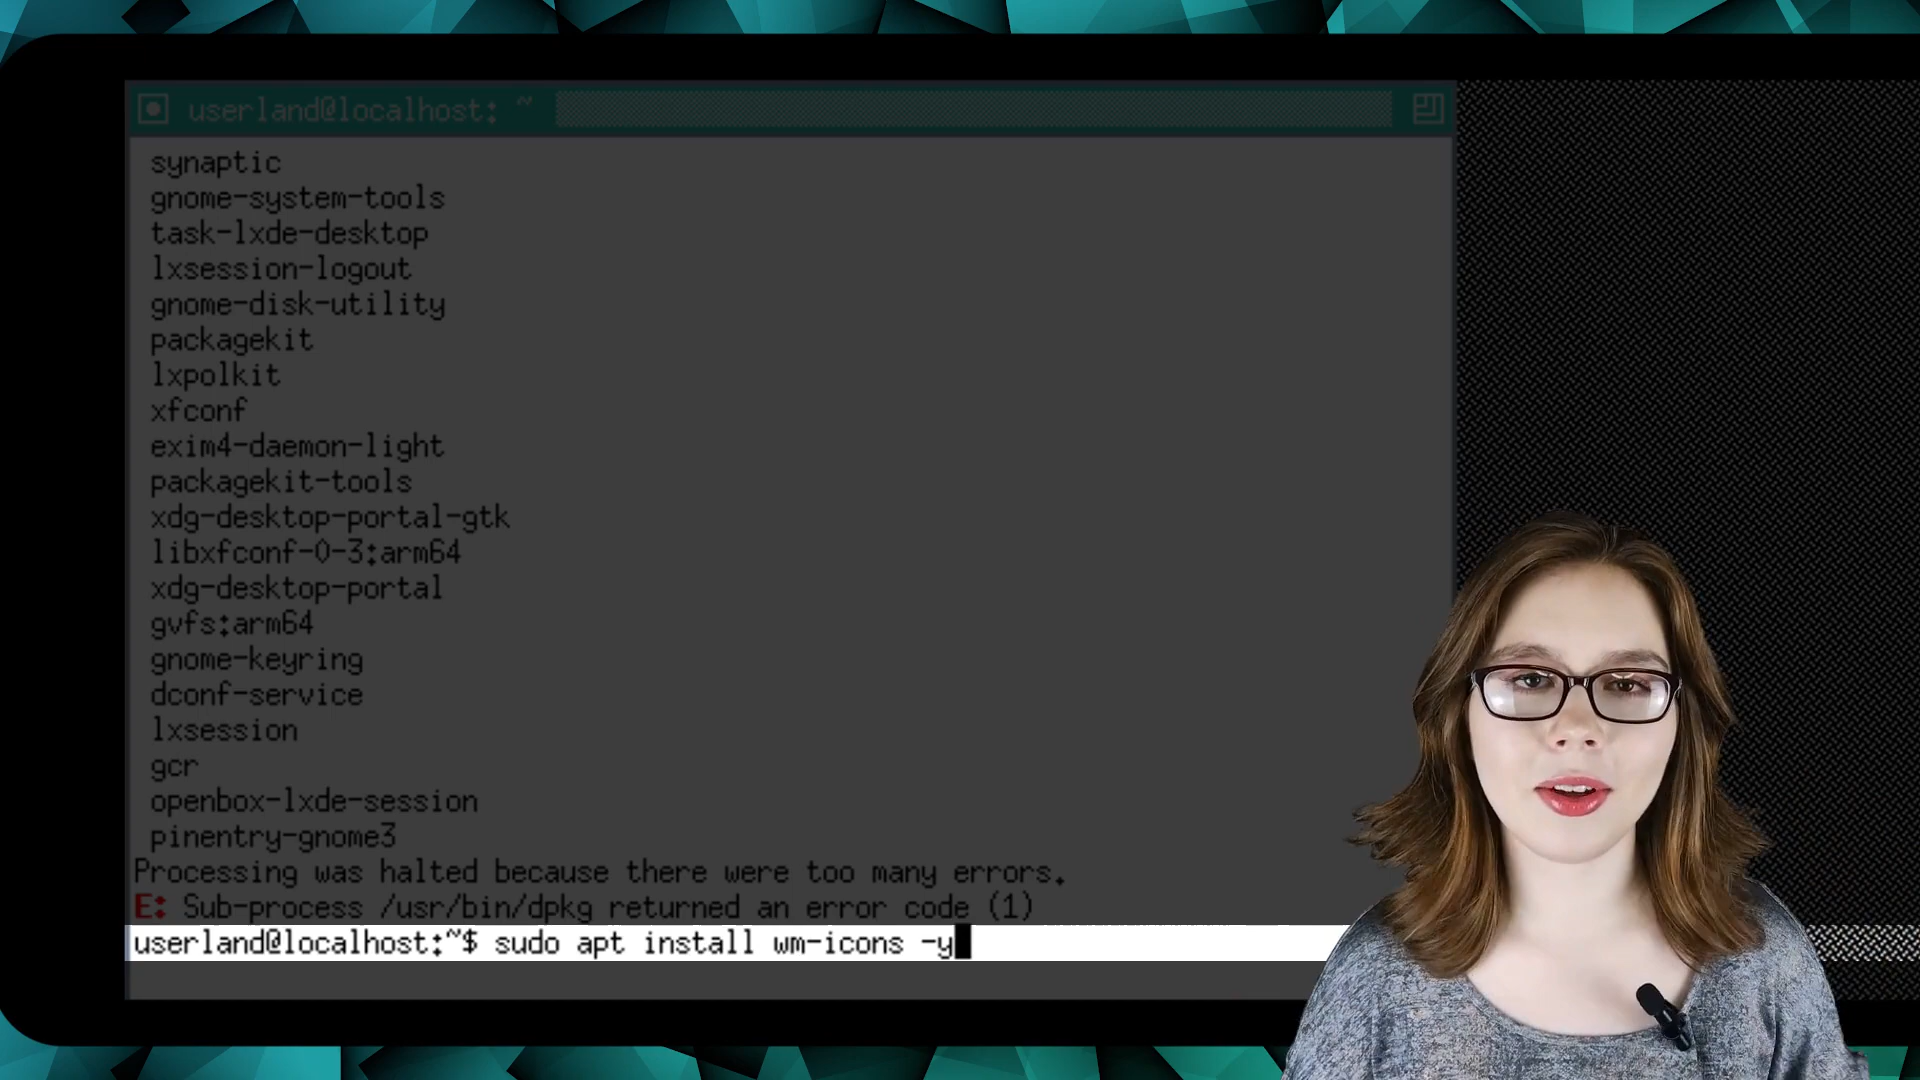 userland@localhost: ~
synaptic
gnome-system-tools
task-lxde-desktop
lxsession-logout
gnome-disk-utility
packagekit
lxpolkit
xfconf
exim4-daemon-light
packagekit-tools
xdg-desktop-portal-gtk
libxfconf-0-3:arm64
xdg-desktop-portal
gvfs:arm64
gnome-keyring
dconf-service
lxsession
gcr
openbox-lxde-session
pinentry-gnome3
Processing was halted because there were too many errors.
E: Sub-process /usr/bin/dpkg returned an error code (1)
userland@localhost:~$ sudo apt install wm-icons -y